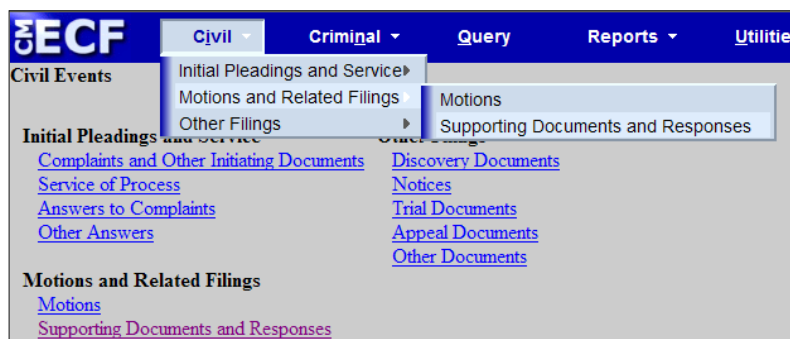 CM ECF Civil Criminal Query Reports Utilitie
Civil Events
Initial Pleadings and Service
Motions and Related Filings
Other Filings
Motions
Supporting Documents and Responses
Initial Pleadings and Service
Complaints and Other Initiating Documents
Service of Process
Answers to Complaints
Other Answers
Other Filings
Discovery Documents
Notices
Trial Documents
Appeal Documents
Other Documents
Motions and Related Filings
Motions
Supporting Documents and Responses